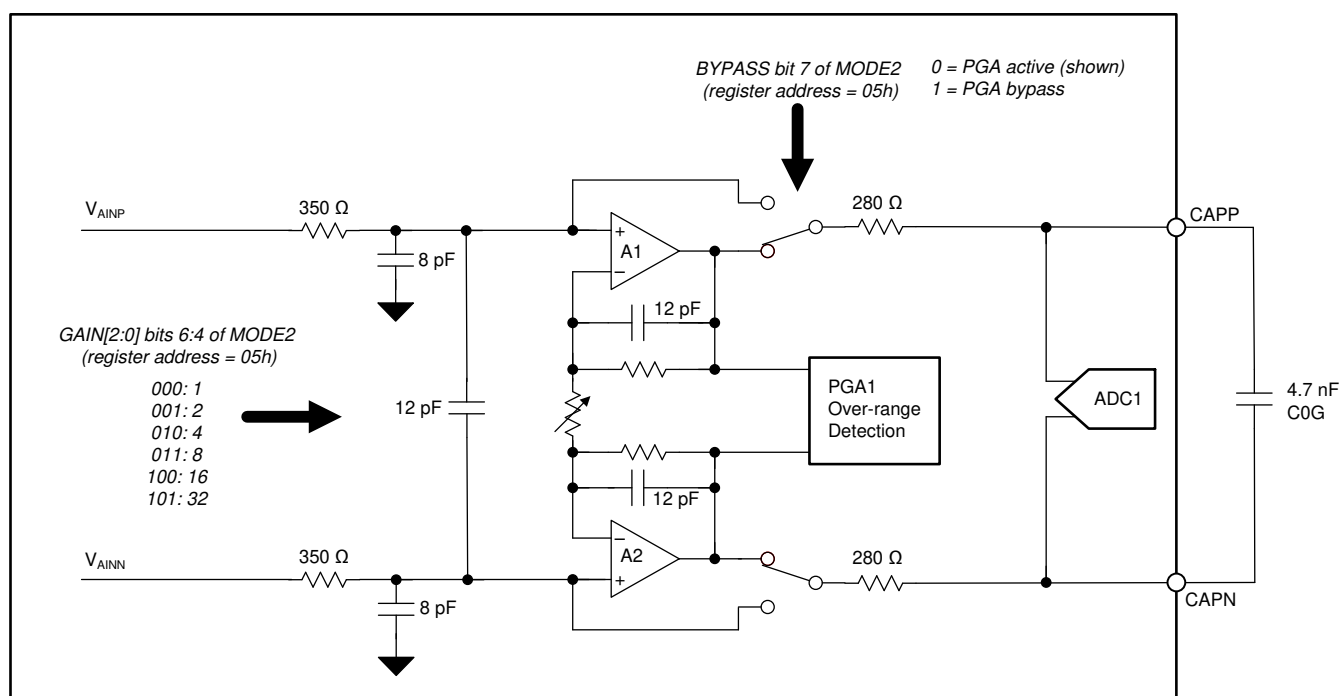 BYPASS bit 7 of MODE2
(register address = 05h)
0 = PGA active (shown)
1 = PGA bypass
VAINP
350 Ω
8 pF
A1
280 Ω
CAPP
12 pF
GAIN[2:0] bits 6:4 of MODE2
(register address = 05h)
000: 1
001: 2
010: 4
011: 8
100: 16
101: 32
12 pF
PGA1
Over-range
Detection
ADC1
4.7 nF
C0G
12 pF
VAINN
350 Ω
8 pF
A2
280 Ω
CAPN